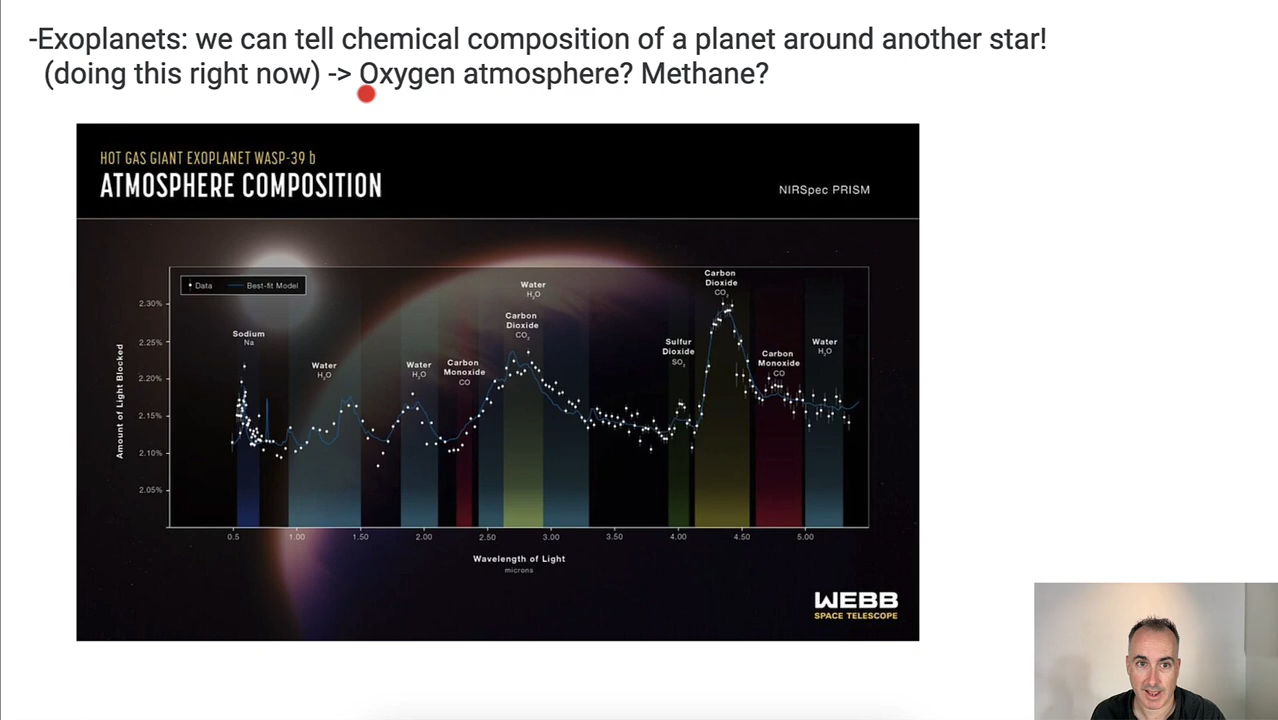 -Exoplanets: we can tell chemical composition of a planet around another star!
(doing this right now) -> Oxygen atmosphere? Methane?
HOT GAS GIANT EXOPLANET WASP-39 b
ATMOSPHERE COMPOSITION
NIRSpec PRISM
Data
Best-fit Model
Amount of Light Blocked
2.30%
2.25%
2.20%
2.15%
2.10%
2.05%
Sodium
Na
Water
H₂O
Water
H₂O
Carbon
Monoxide
CO
Water
H₂O
Carbon
Dioxide
CO₂
Sulfur
Dioxide
SO₂
Carbon
Dioxide
CO₂
Carbon
Monoxide
CO
Water
H₂O
0.5 1.00 1.50 2.00 2.50 3.00 3.50 4.00 4.50 5.00
Wavelength of Light
microns
WEBB
SPACE TELESCOPE